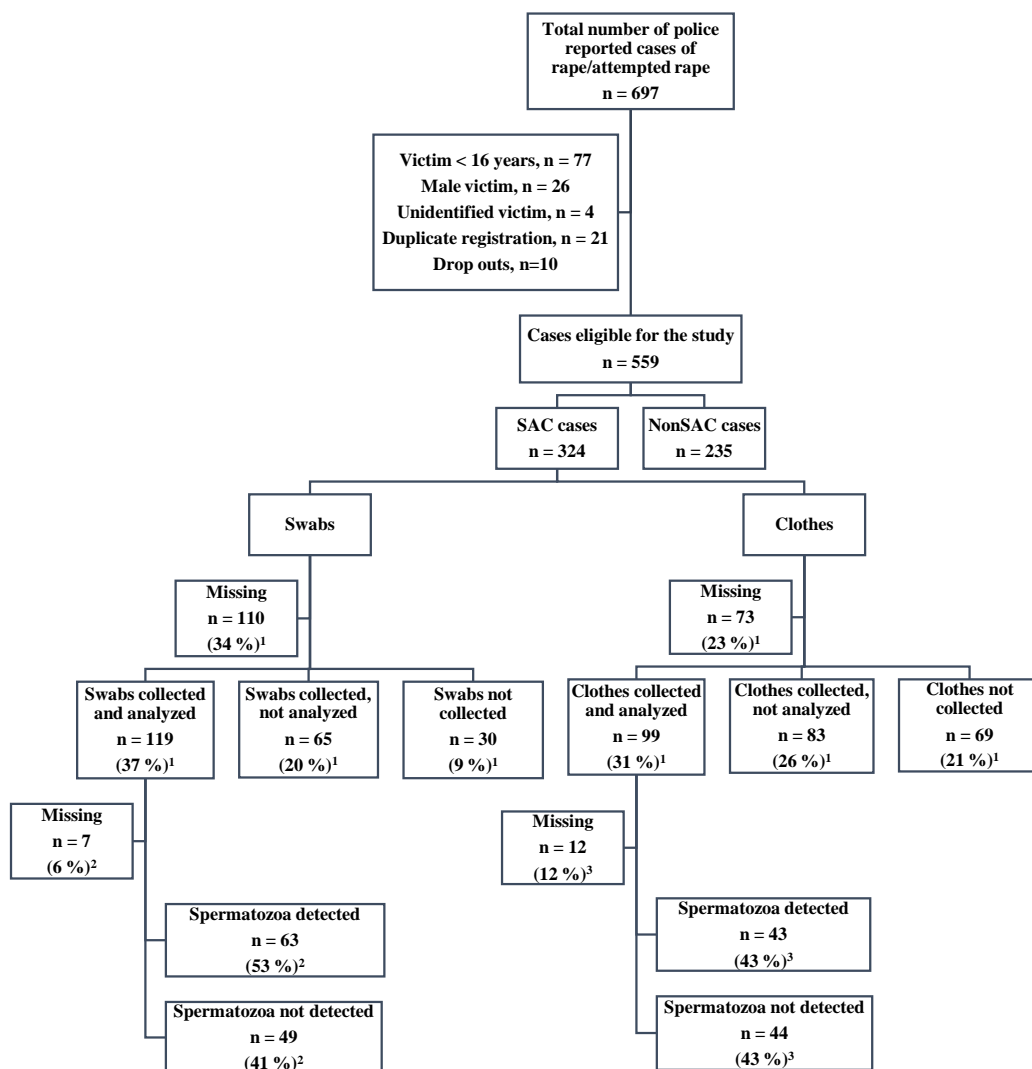 Total number of police
reported cases of
rape/attempted rape
n = 697
Victim < 16 years, n = 77
Male victim, n = 26
Unidentified victim, n = 4
Duplicate registration, n = 21
Drop outs, n=10
Cases eligible for the study
n = 559
SAC cases
n = 324
NonSAC cases
n = 235
Swabs
Clothes
Missing
n = 110
(34 %)¹
Missing
n = 73
(23 %)¹
Swabs collected
and analyzed
n = 119
(37 %)¹
Swabs collected,
not analyzed
n = 65
(20 %)¹
Swabs not
collected
n = 30
(9 %)¹
Clothes collected
and analyzed
n = 99
(31 %)¹
Clothes collected,
not analyzed
n = 83
(26 %)¹
Clothes not
collected
n = 69
(21 %)¹
Missing
n = 7
(6 %)²
Missing
n = 12
(12 %)³
Spermatozoa detected
n = 63
(53 %)²
Spermatozoa detected
n = 43
(43 %)³
Spermatozoa not detected
n = 49
(41 %)²
Spermatozoa not detected
n = 44
(43 %)³